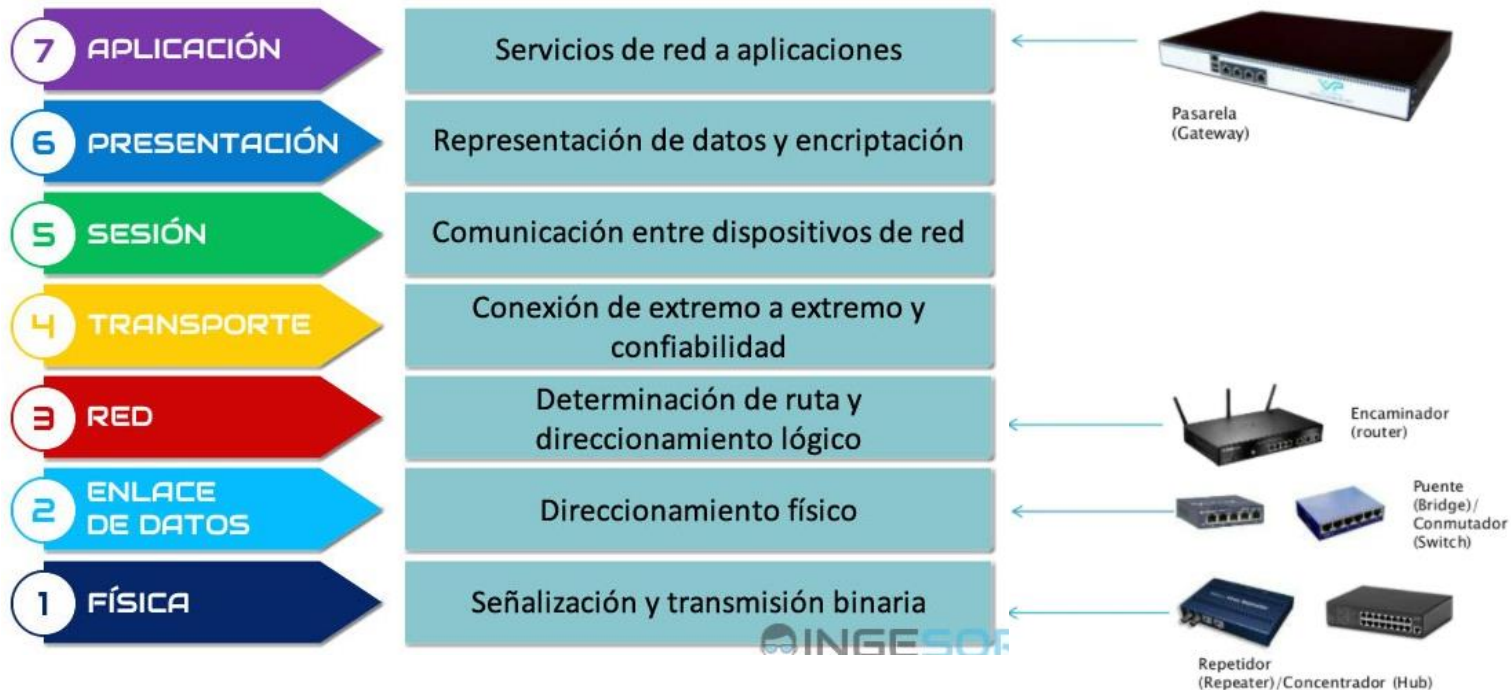 7 APLICACIÓN
Servicios de red a aplicaciones
Pasarela
(Gateway)
6 PRESENTACIÓN
Representación de datos y encriptación
5 SESIÓN
Comunicación entre dispositivos de red
4 TRANSPORTE
Conexión de extremo a extremo y
confiabilidad
3 RED
Determinación de ruta y
direccionamiento lógico
Encaminador
(router)
2 ENLACE
DE DATOS
Direccionamiento físico
Puente
(Bridge)/
Conmutador
(Switch)
1 FÍSICA
Señalización y transmisión binaria
INGESOF
Repetidor
(Repeater)/Concentrador (Hub)